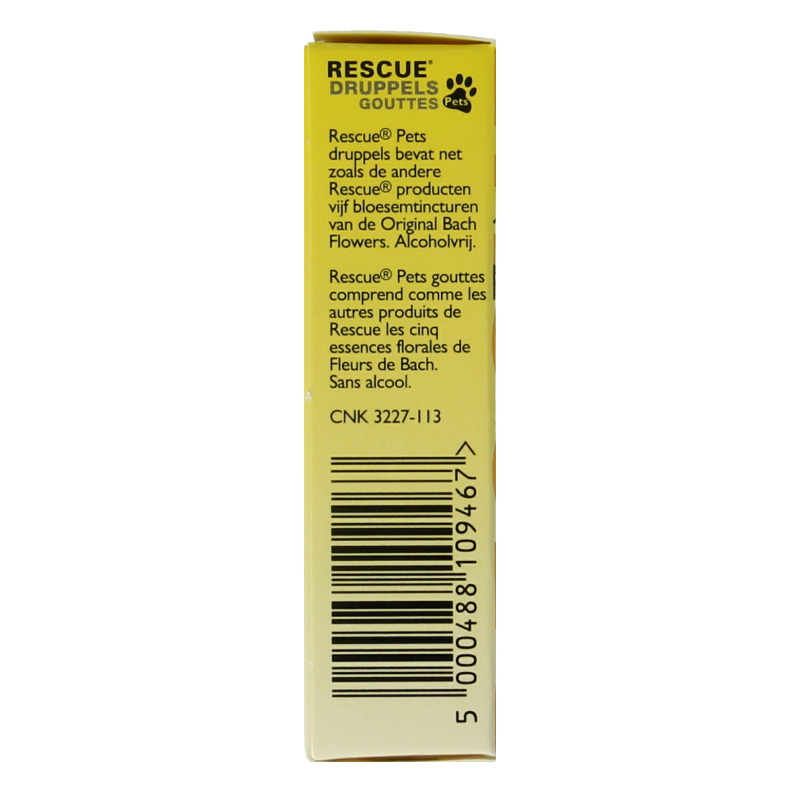 RESCUE®
DRUPPELS
GOUTTES Pets
Rescue® Pets
druppels bevat net
zoals de andere
Rescue® producten
vijf bloesemtincturen
van de Original Bach
Flowers. Alcoholvrij.
Rescue® Pets gouttes
comprend comme les
autres produits de
Rescue les cinq
essences florales de
Fleurs de Bach.
Sans alcool.
CNK 3227-113
5 000488 109467 >